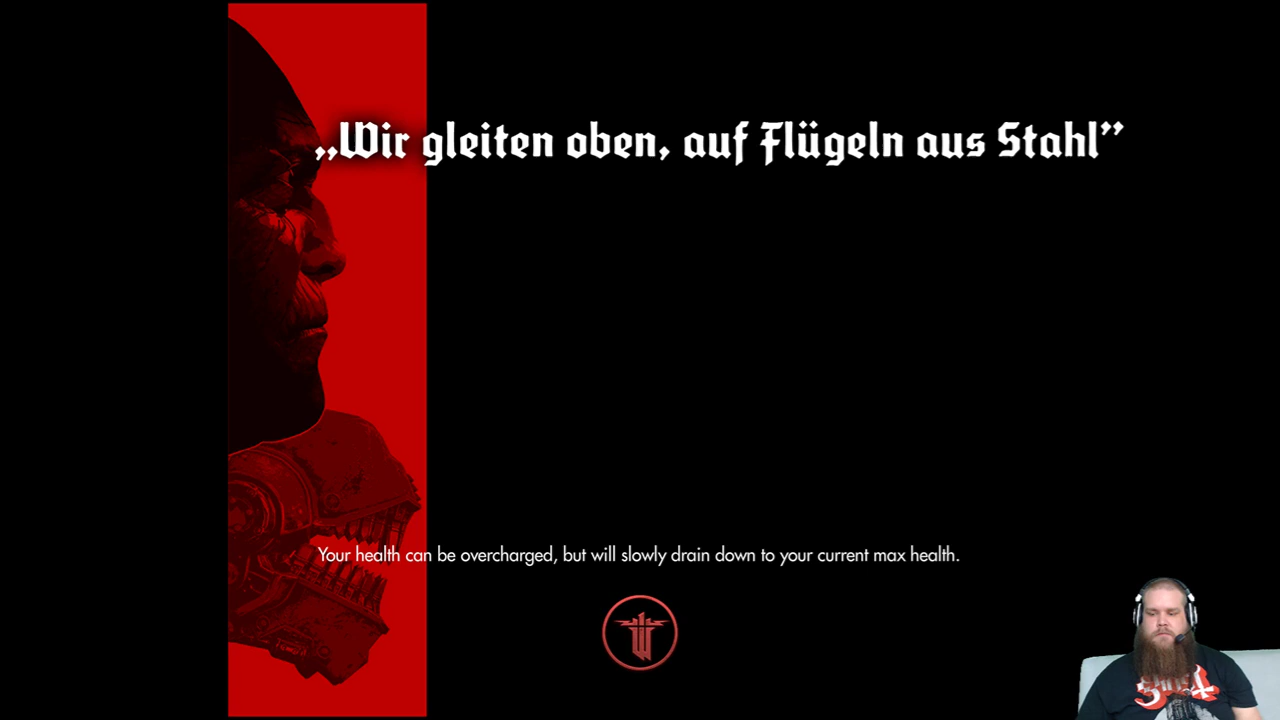 „Wir gleiten oben, auf Flügeln aus Stahl”
Your health can be overcharged, but will slowly drain down to your current max health.